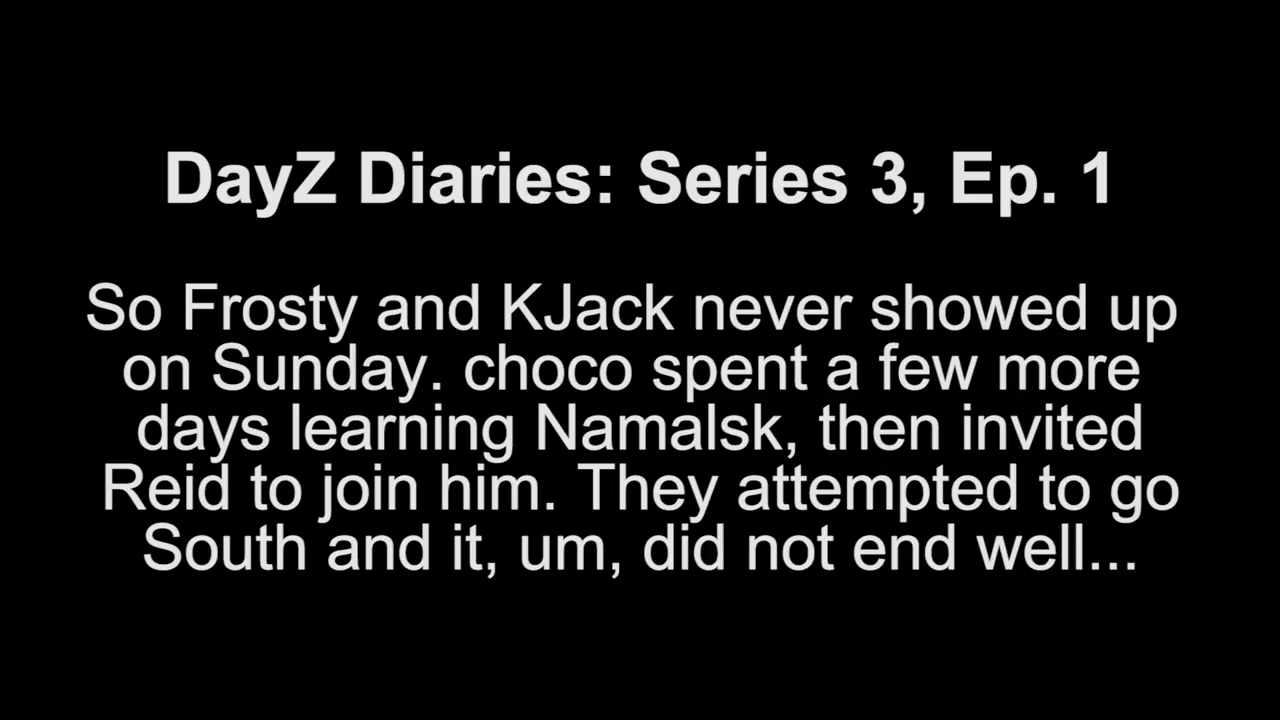 DayZ Diaries: Series 3, Ep. 1
So Frosty and KJack never showed up
on Sunday. choco spent a few more
days learning Namalsk, then invited
Reid to join him. They attempted to go
South and it, um, did not end well...